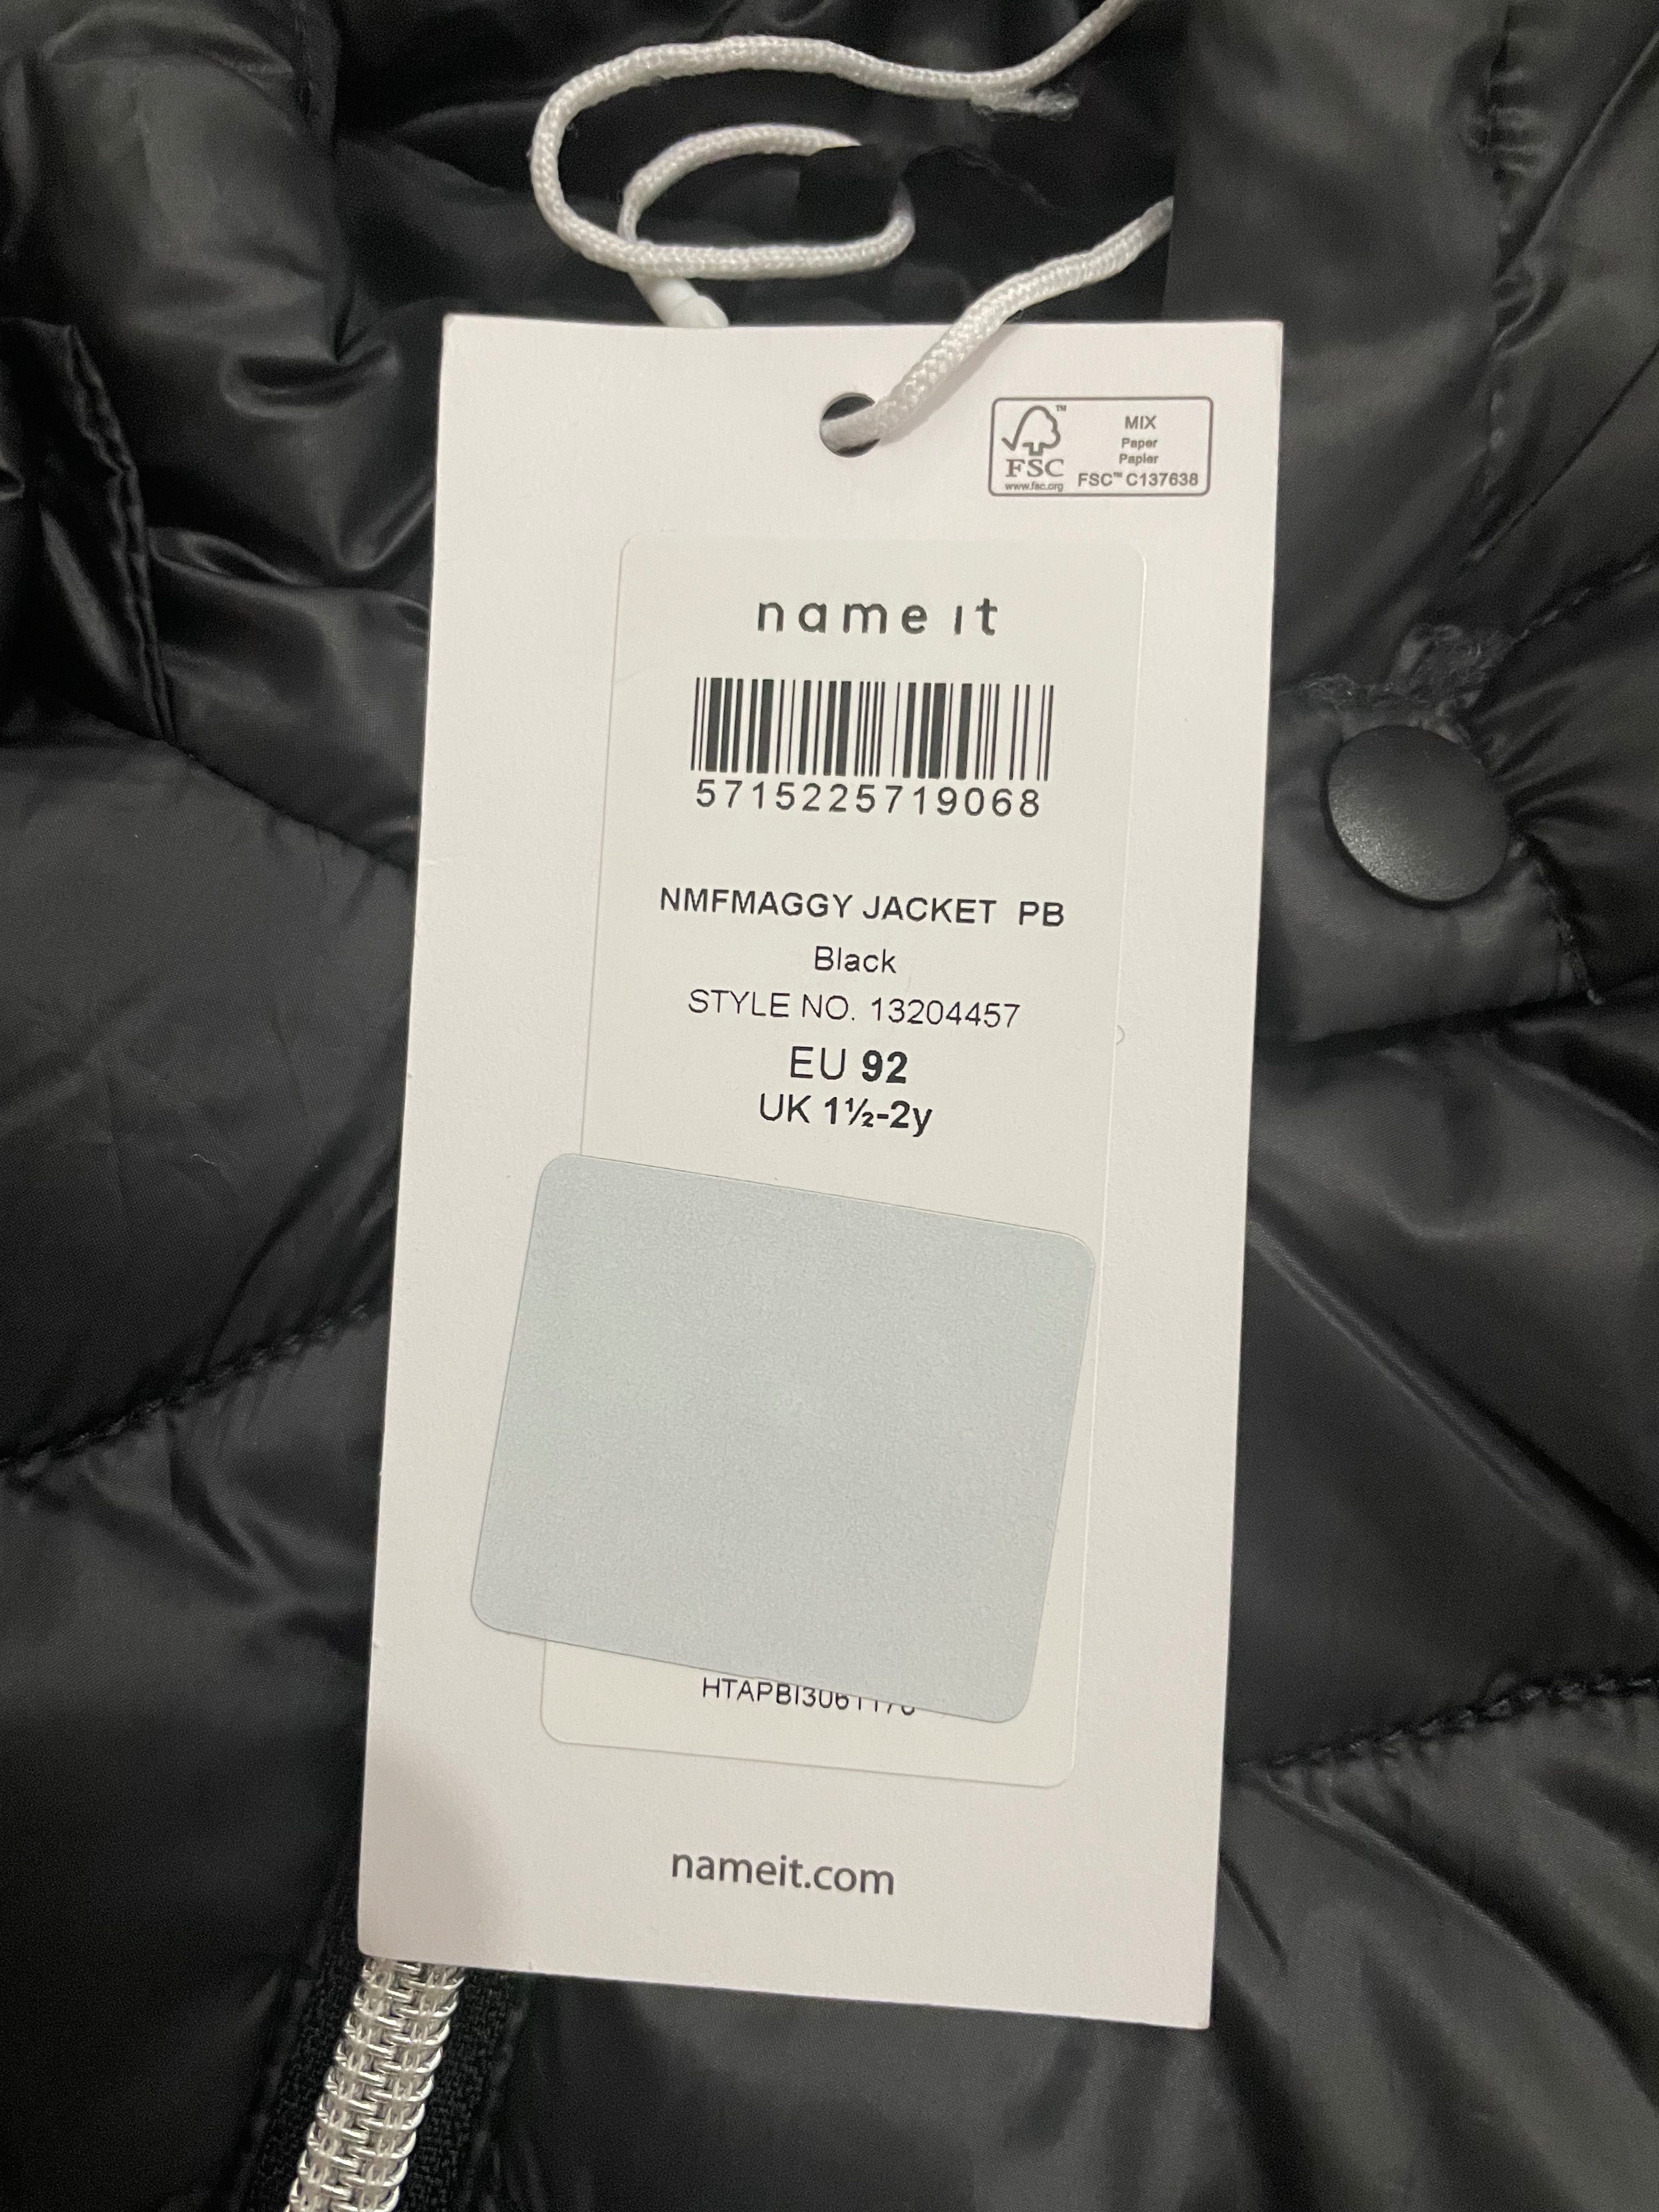 FSC™
www.fsc.org
MIX
Paper
Papier
FSC™ C137638
name it
5715225719068
NMFMAGGY JACKET PB
Black
STYLE NO. 13204457
EU 92
UK 1½-2y
nameit.com